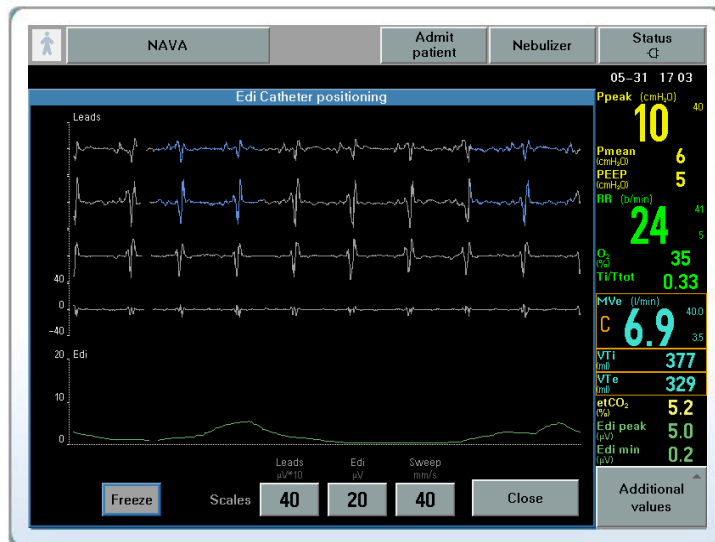 NAVA
Admit
patient
Nebulizer
Status
05-31 17 03
Edi Catheter positioning
Leads
40
0
-40
20 Edi
10
0
Leads
µV*10
Edi
µV
Sweep
mm/s
Freeze
Scales
40
20
40
Close
Ppeak (cmH₂O)
40
10
Pmean
(cmH₂O)
6
PEEP
(cmH₂O)
5
RR (b/min)
41
24
5
O₂
(%)
35
Ti/Ttot
0.33
MVe (l/min)
40.0
C
6.9
3.5
VTi
(ml)
377
VTe
(ml)
329
etCO₂
(%)
5.2
Edi peak
(µV)
5.0
Edi min
(µV)
0.2
Additional
values